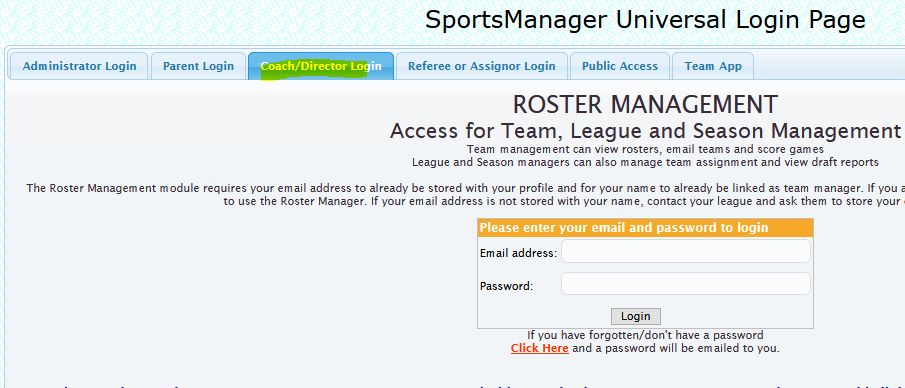 SportsManager Universal Login Page
Administrator Login
Parent Login
Coach/Director Login
Referee or Assignor Login
Public Access
Team App
ROSTER MANAGEMENT
Access for Team, League and Season Management
Team management can view rosters, email teams and score games
League and Season managers can also manage team assignment and view draft reports
The Roster Management module requires your email address to already be stored with your profile and for your name to already be linked as team manager. If you a
to use the Roster Manager. If your email address is not stored with your name, contact your league and ask them to store your
Please enter your email and password to login
Email address:
Password:
Login
If you have forgotten/don't have a password
Click Here and a password will be emailed to you.